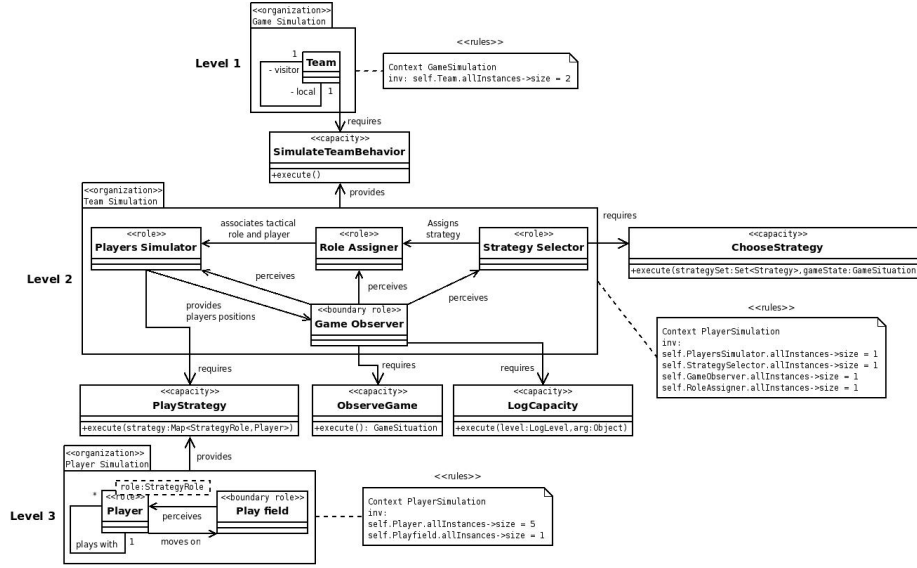 <<organization>>
Game Simulation
Level 1
1
Team
- visitor
- local
1
<<rules>>
Context GameSimulation
inv: self.Team.allInstances->size = 2
requires
<<capacity>>
SimulateTeamBehavior
+execute()
provides
<<organization>>
Team Simulation
Level 2
<<role>>
Players Simulator
associates tactical
role and player
<<role>>
Role Assigner
Assigns
strategy
<<role>>
Strategy Selector
requires
<<capacity>>
ChooseStrategy
+execute(strategySet:Set<Strategy>,gameState:GameSituation)
perceives
perceives
perceives
provides
players positions
<<boundary role>>
Game Observer
<<rules>>
Context PlayerSimulation
inv:
self.PlayersSimulator.allInstances->size = 1
self.StrategySelector.allInstances->size = 1
self.GameObserver.allInstances->size = 1
self.RoleAssigner.allInstances->size = 1
requires
requires
requires
<<capacity>>
PlayStrategy
+execute(strategy:Map<StrategyRole,Player>)
<<capacity>>
ObserveGame
+execute(): GameSituation
<<capacity>>
LogCapacity
+execute(level:LogLevel,arg:Object)
provides
<<organization>>
Player Simulation
Level 3
role:StrategyRole
*
<<role>>
Player
plays with
1
perceives
moves on
<<boundary role>>
Play field
<<rules>>
Context PlayerSimulation
inv:
self.Player.allInstances->size = 5
self.Playfield.allInsances->size = 1